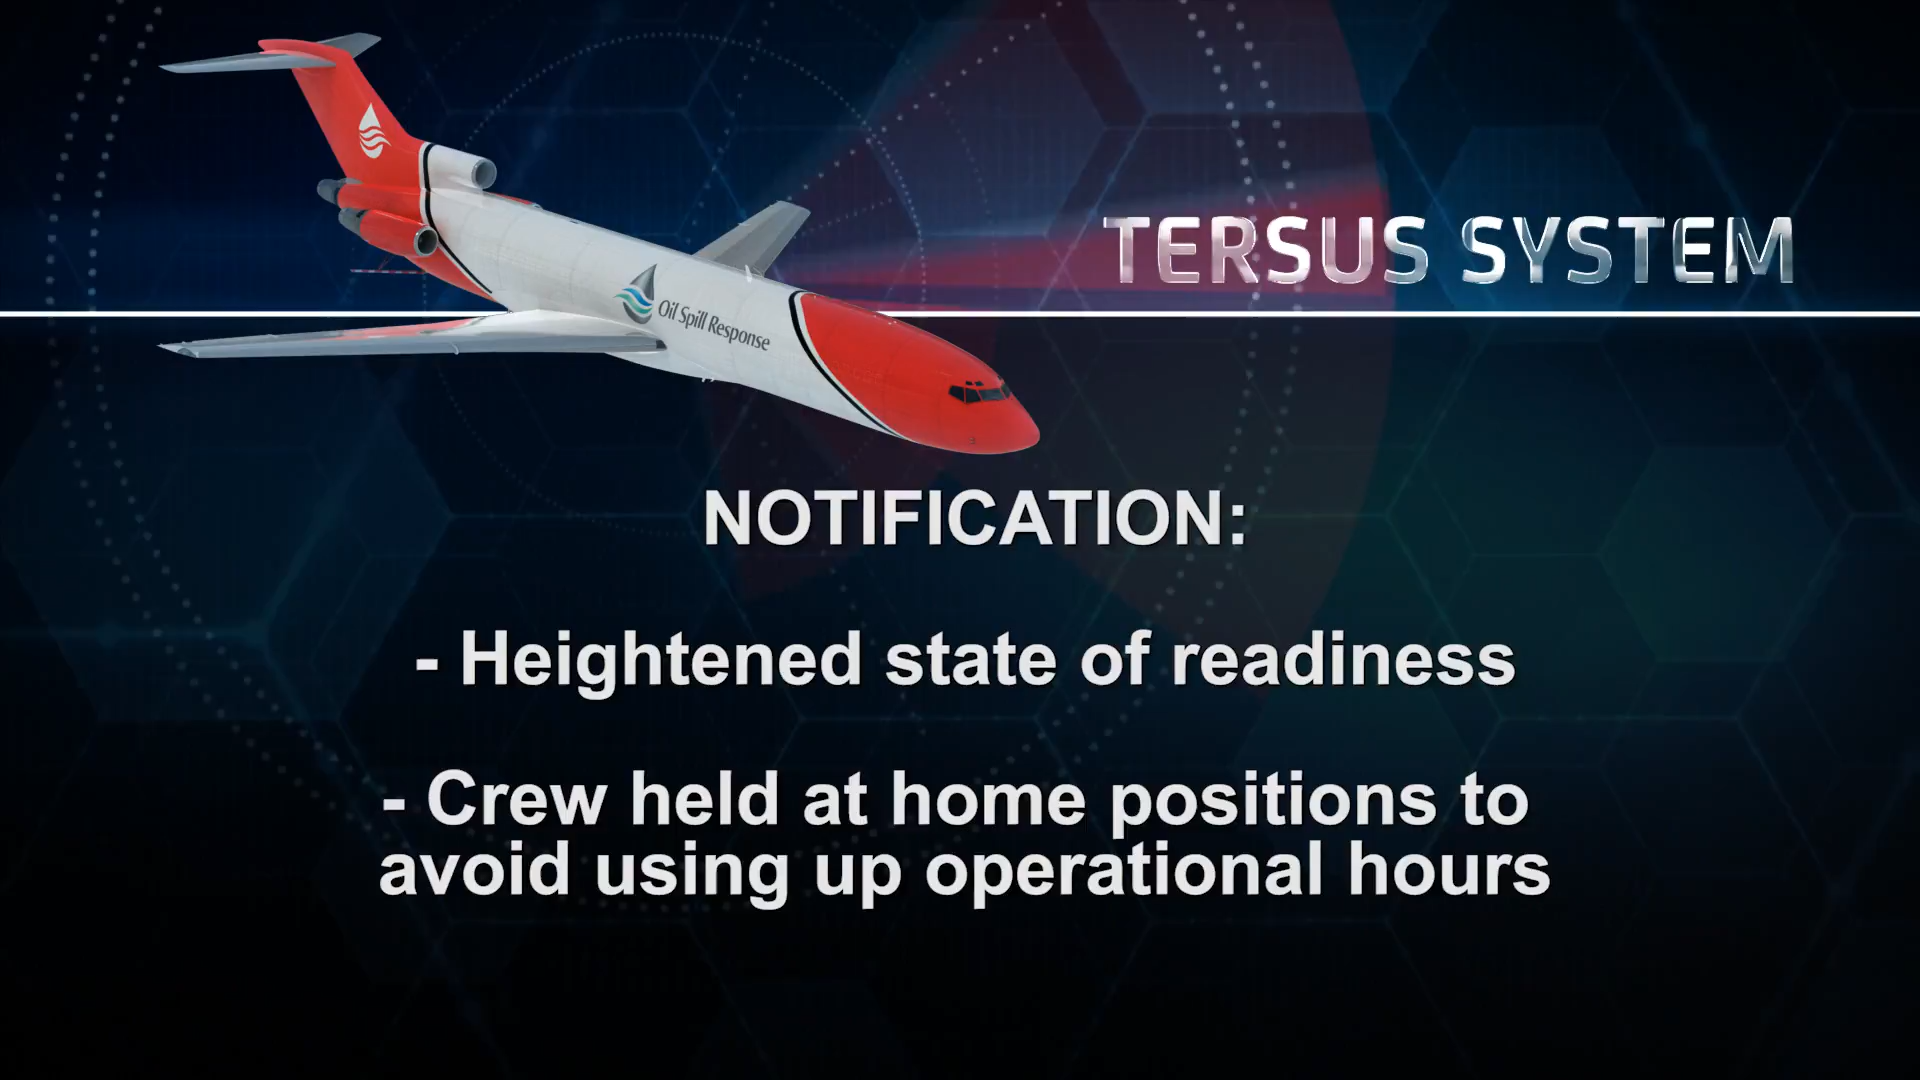 TERSUS SYSTEM
Oil Spill Response
NOTIFICATION:
- Heightened state of readiness
- Crew held at home positions to
avoid using up operational hours